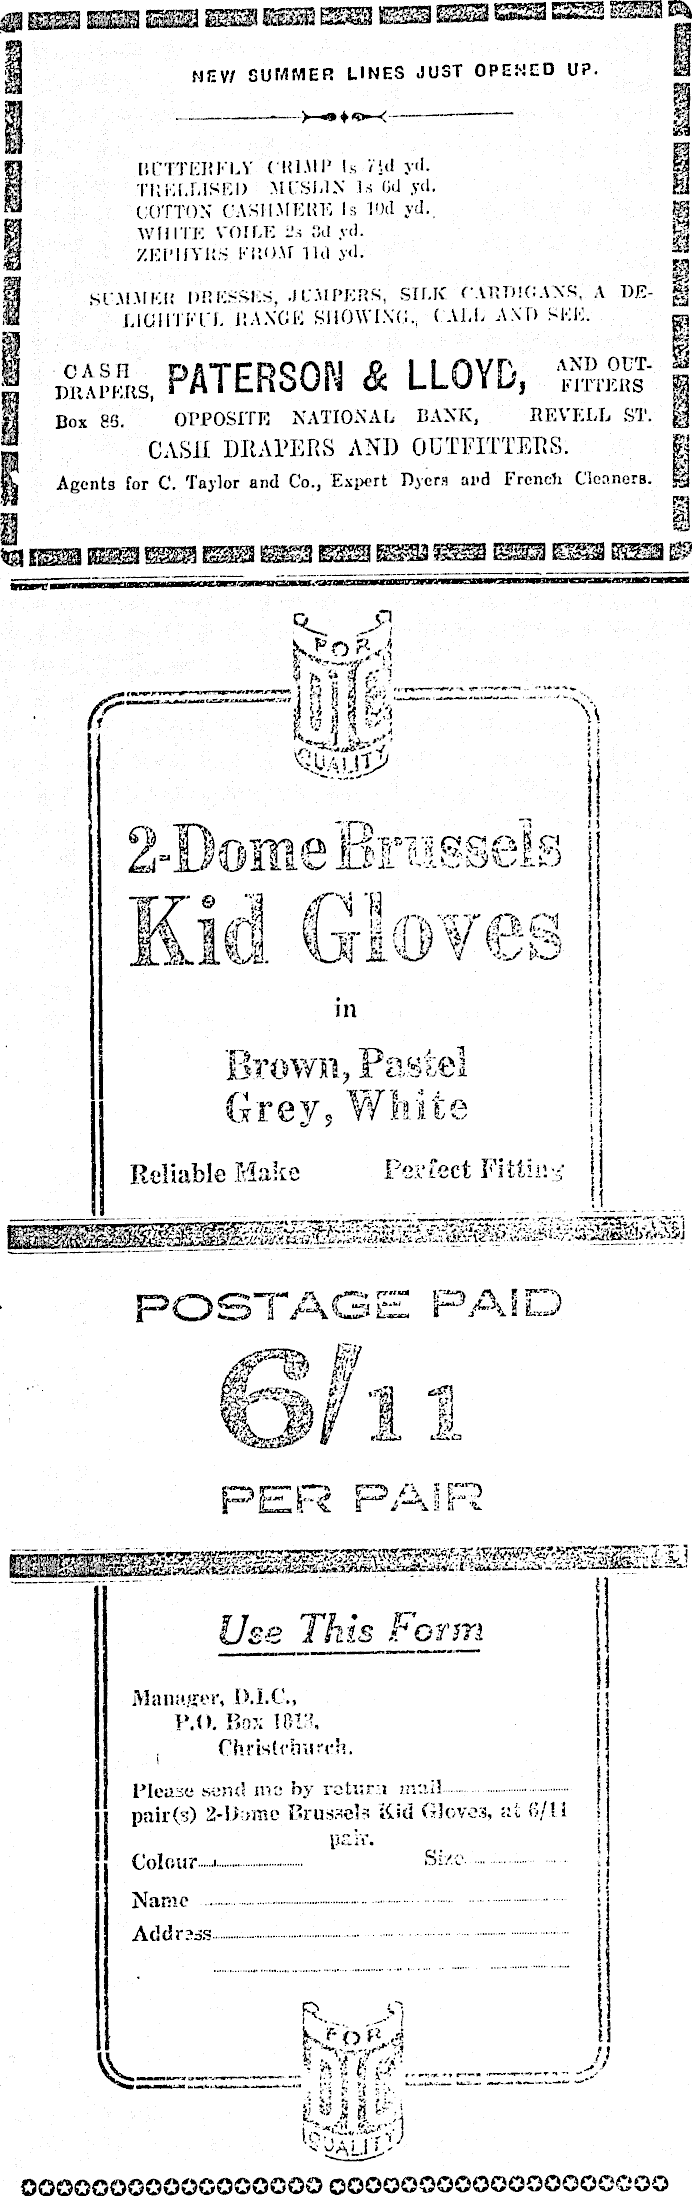 NEW SUMMER LINES JUST OPENED UP.
BUTTERFLY CRIMP 1s 7½d yd.
TRELLISED MUSLIN 1s 6d yd.
COTTON CASHMERE 1s 10d yd.
WHITE VOILE 2s 3d yd.
ZEPHYRS FROM 11d yd.
SUMMER DRESSES, JUMPERS, SILK CARDIGANS, A DE-
LIGHTFUL RANGE SHOWING., CALL AND SEE.
CASH DRAPERS, PATERSON & LLOYD, AND OUT-FITTERS
Box 86. OPPOSITE NATIONAL BANK, REVELL ST.
CASH DRAPERS AND OUTFITTERS.
Agents for C. Taylor and Co., Expert Dyers and French Cleaners.
FOR
DIC
QUALITY
2-Dome Brussels
Kid Gloves
in
Brown, Pastel
Grey, White
Reliable Make Perfect Fitting
POSTAGE PAID
6/11
PER PAIR
Use This Form
Manager, D.I.C.,
P.O. Box 1813,
Christchurch.
Please send me by return mail
pair(s) 2-Dome Brussels Kid Gloves, at 6/11
pair.
Colour Size
Name
Address
FOR
DIC
QUALITY